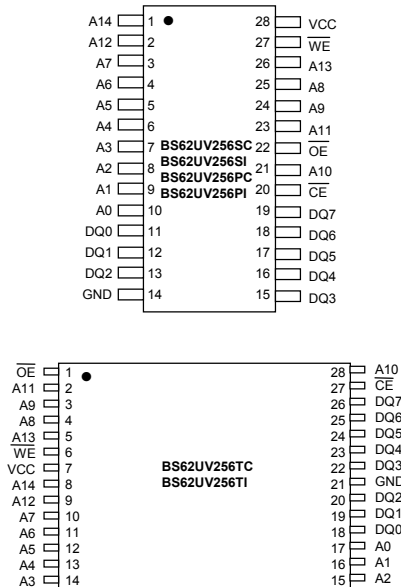 A14 1 28 VCC
A12 2 27 WE
A7 3 26 A13
A6 4 25 A8
A5 5 24 A9
A4 6 23 A11
A3 7 BS62UV256SC 22 OE
BS62UV256SI
A2 8 21 A10
BS62UV256PC
A1 9 BS62UV256PI 20 CE
A0 10 19 DQ7
DQ0 11 18 DQ6
DQ1 12 17 DQ5
DQ2 13 16 DQ4
GND 14 15 DQ3
OE 1 28 A10
A11 2 27 CE
A9 3 26 DQ7
A8 4 25 DQ6
A13 5 24 DQ5
WE 6 23 DQ4
VCC 7 BS62UV256TC 22 DQ3
A14 8 BS62UV256TI 21 GND
A12 9 20 DQ2
A7 10 19 DQ1
A6 11 18 DQ0
A5 12 17 A0
A4 13 16 A1
A3 14 15 A2